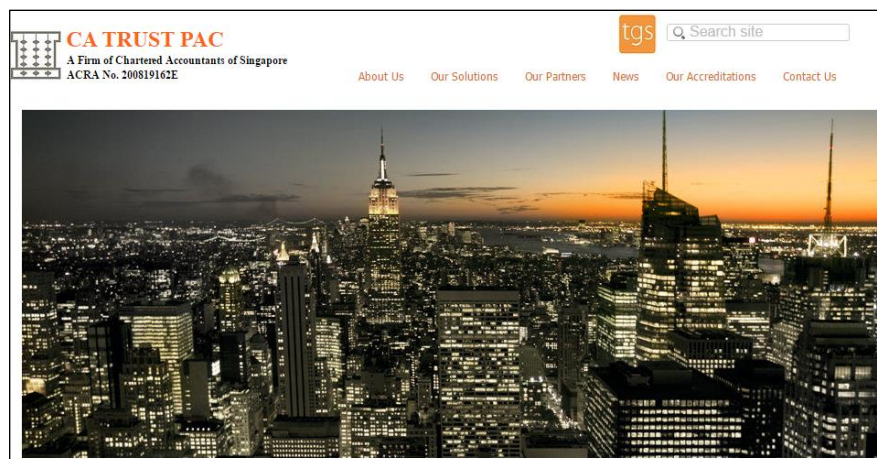 CA TRUST PAC
A Firm of Chartered Accountants of Singapore
ACRA No. 200819162E
tgs
Search site
About Us Our Solutions Our Partners News Our Accreditations Contact Us